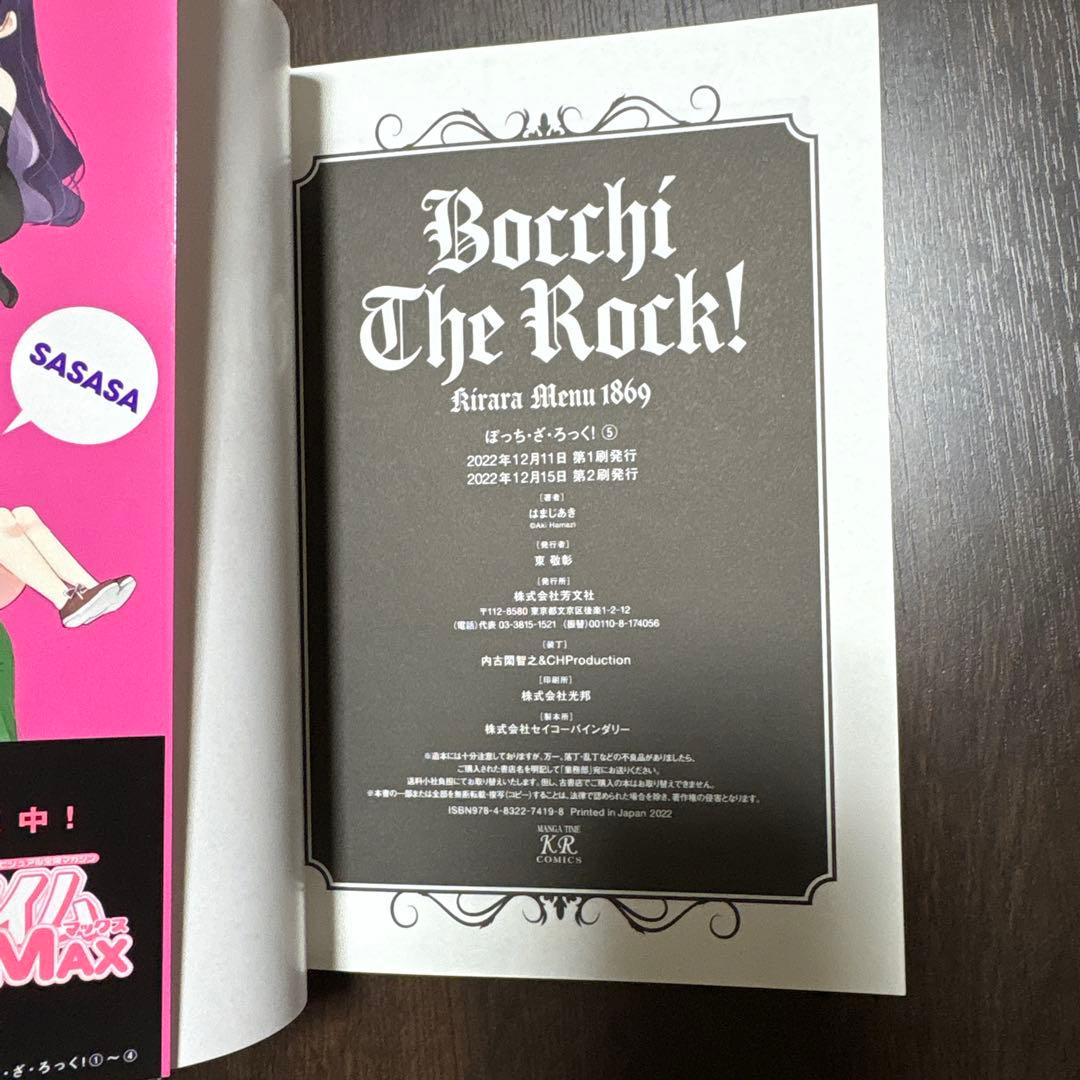 SASASA
中！
ビジュアル全開マガジン
イム
マックス
MAX
・ざ・ろっく！①～④
Bocchi
The Rock!
Kirara Menu 1869
ぼっち・ざ・ろっく！⑤
2022年12月11日 第1刷発行
2022年12月15日 第2刷発行
［著者］
はまじあき
©Aki Hamazi
［発行者］
東 敬彰
［発行所］
株式会社芳文社
〒112-8580 東京都文京区後楽1-2-12
（電話）代表 03-3815-1521 （振替）00110-8-174056
［装丁］
内古閑智之&CHProduction
［印刷所］
株式会社光邦
［製本所］
株式会社セイコーバインダリー
※造本には十分注意しておりますが、万一、落丁・乱丁などの不良品がありましたら、
ご購入された書店名を明記して「業務部」宛にお送りください。
送料小社負担にてお取り替えいたします。但し、古書店でご購入の本はお取り替えできません。
※本書の一部または全部を無断転載・複写（コピー）することは、法律で認められた場合を除き、著作権の侵害となります。
ISBN978-4-8322-7419-8 Printed in Japan 2022
MANGA TIME
KR
COMICS